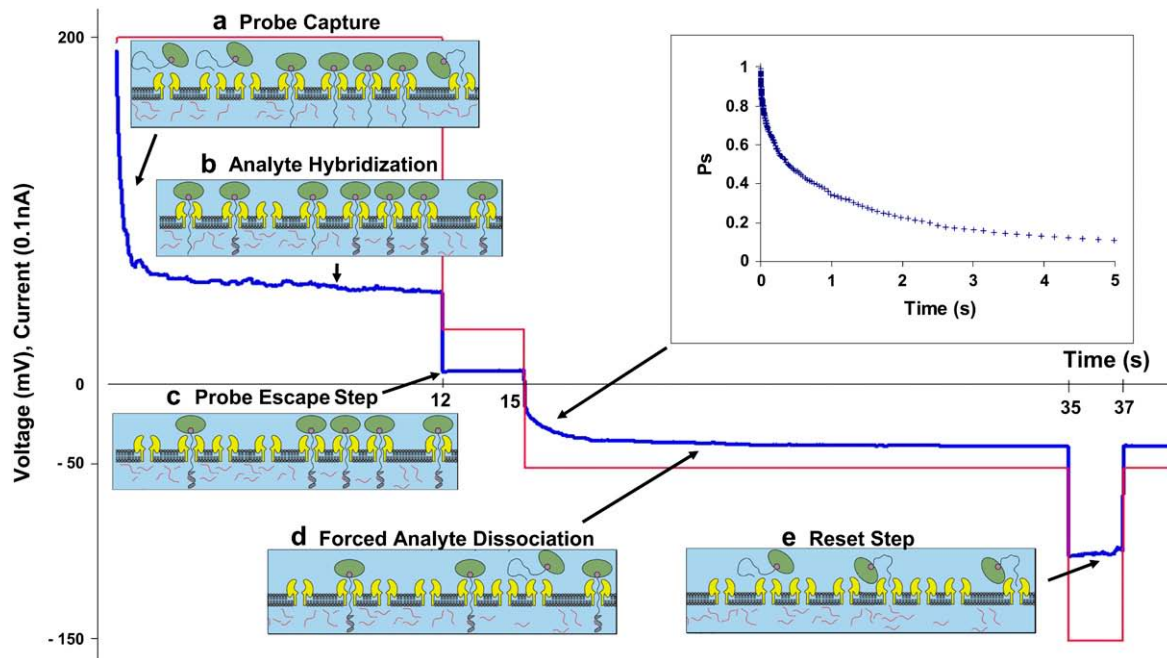 a Probe Capture
200
b Analyte Hybridization
Voltage (mV), Current (0.1nA)
1
0.8
0.6
0.4
0.2
0
Ps
0 1 2 3 4 5
Time (s)
Time (s)
0
12 15 35 37
c Probe Escape Step
- 50
d Forced Analyte Dissociation
e Reset Step
- 150